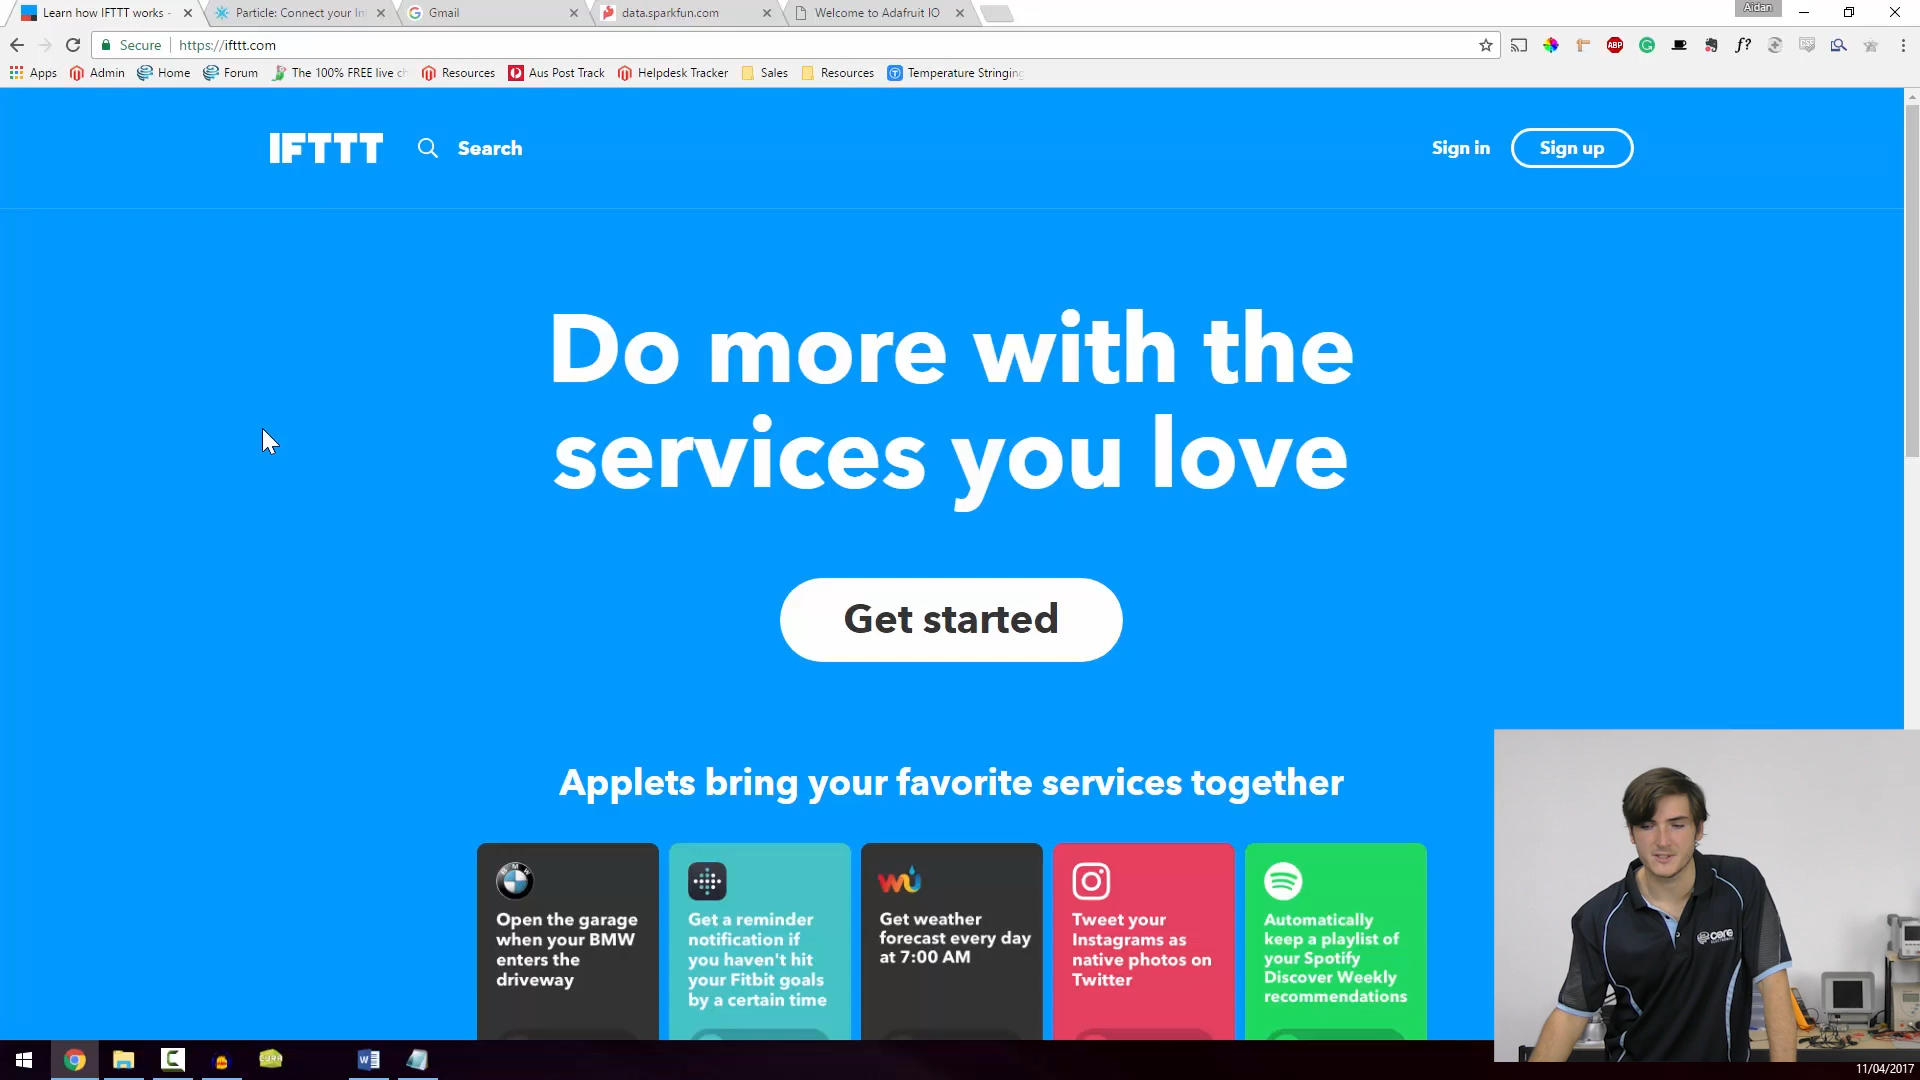 Learn how IFTTT works -
Particle: Connect your In
Gmail
data.sparkfun.com
Welcome to Adafruit IO
Aidan
Secure
https://ifttt.com
ABP
f?
Apps
Admin
Home
Forum
The 100% FREE live ch
Resources
Aus Post Track
Helpdesk Tracker
Sales
Resources
Temperature Stringing
IFTTT
Search
Sign in
Sign up
Do more with the
services you love
Get started
Applets bring your favorite services together
BMW
Open the garage
when your BMW
enters the
driveway
Get a reminder
notification if
you haven't hit
your Fitbit goals
by a certain time
wu
Get weather
forecast every day
at 7:00 AM
Tweet your
Instagrams as
native photos on
Twitter
Automatically
keep a playlist of
your Spotify
Discover Weekly
recommendations
core
CURA
11/04/2017